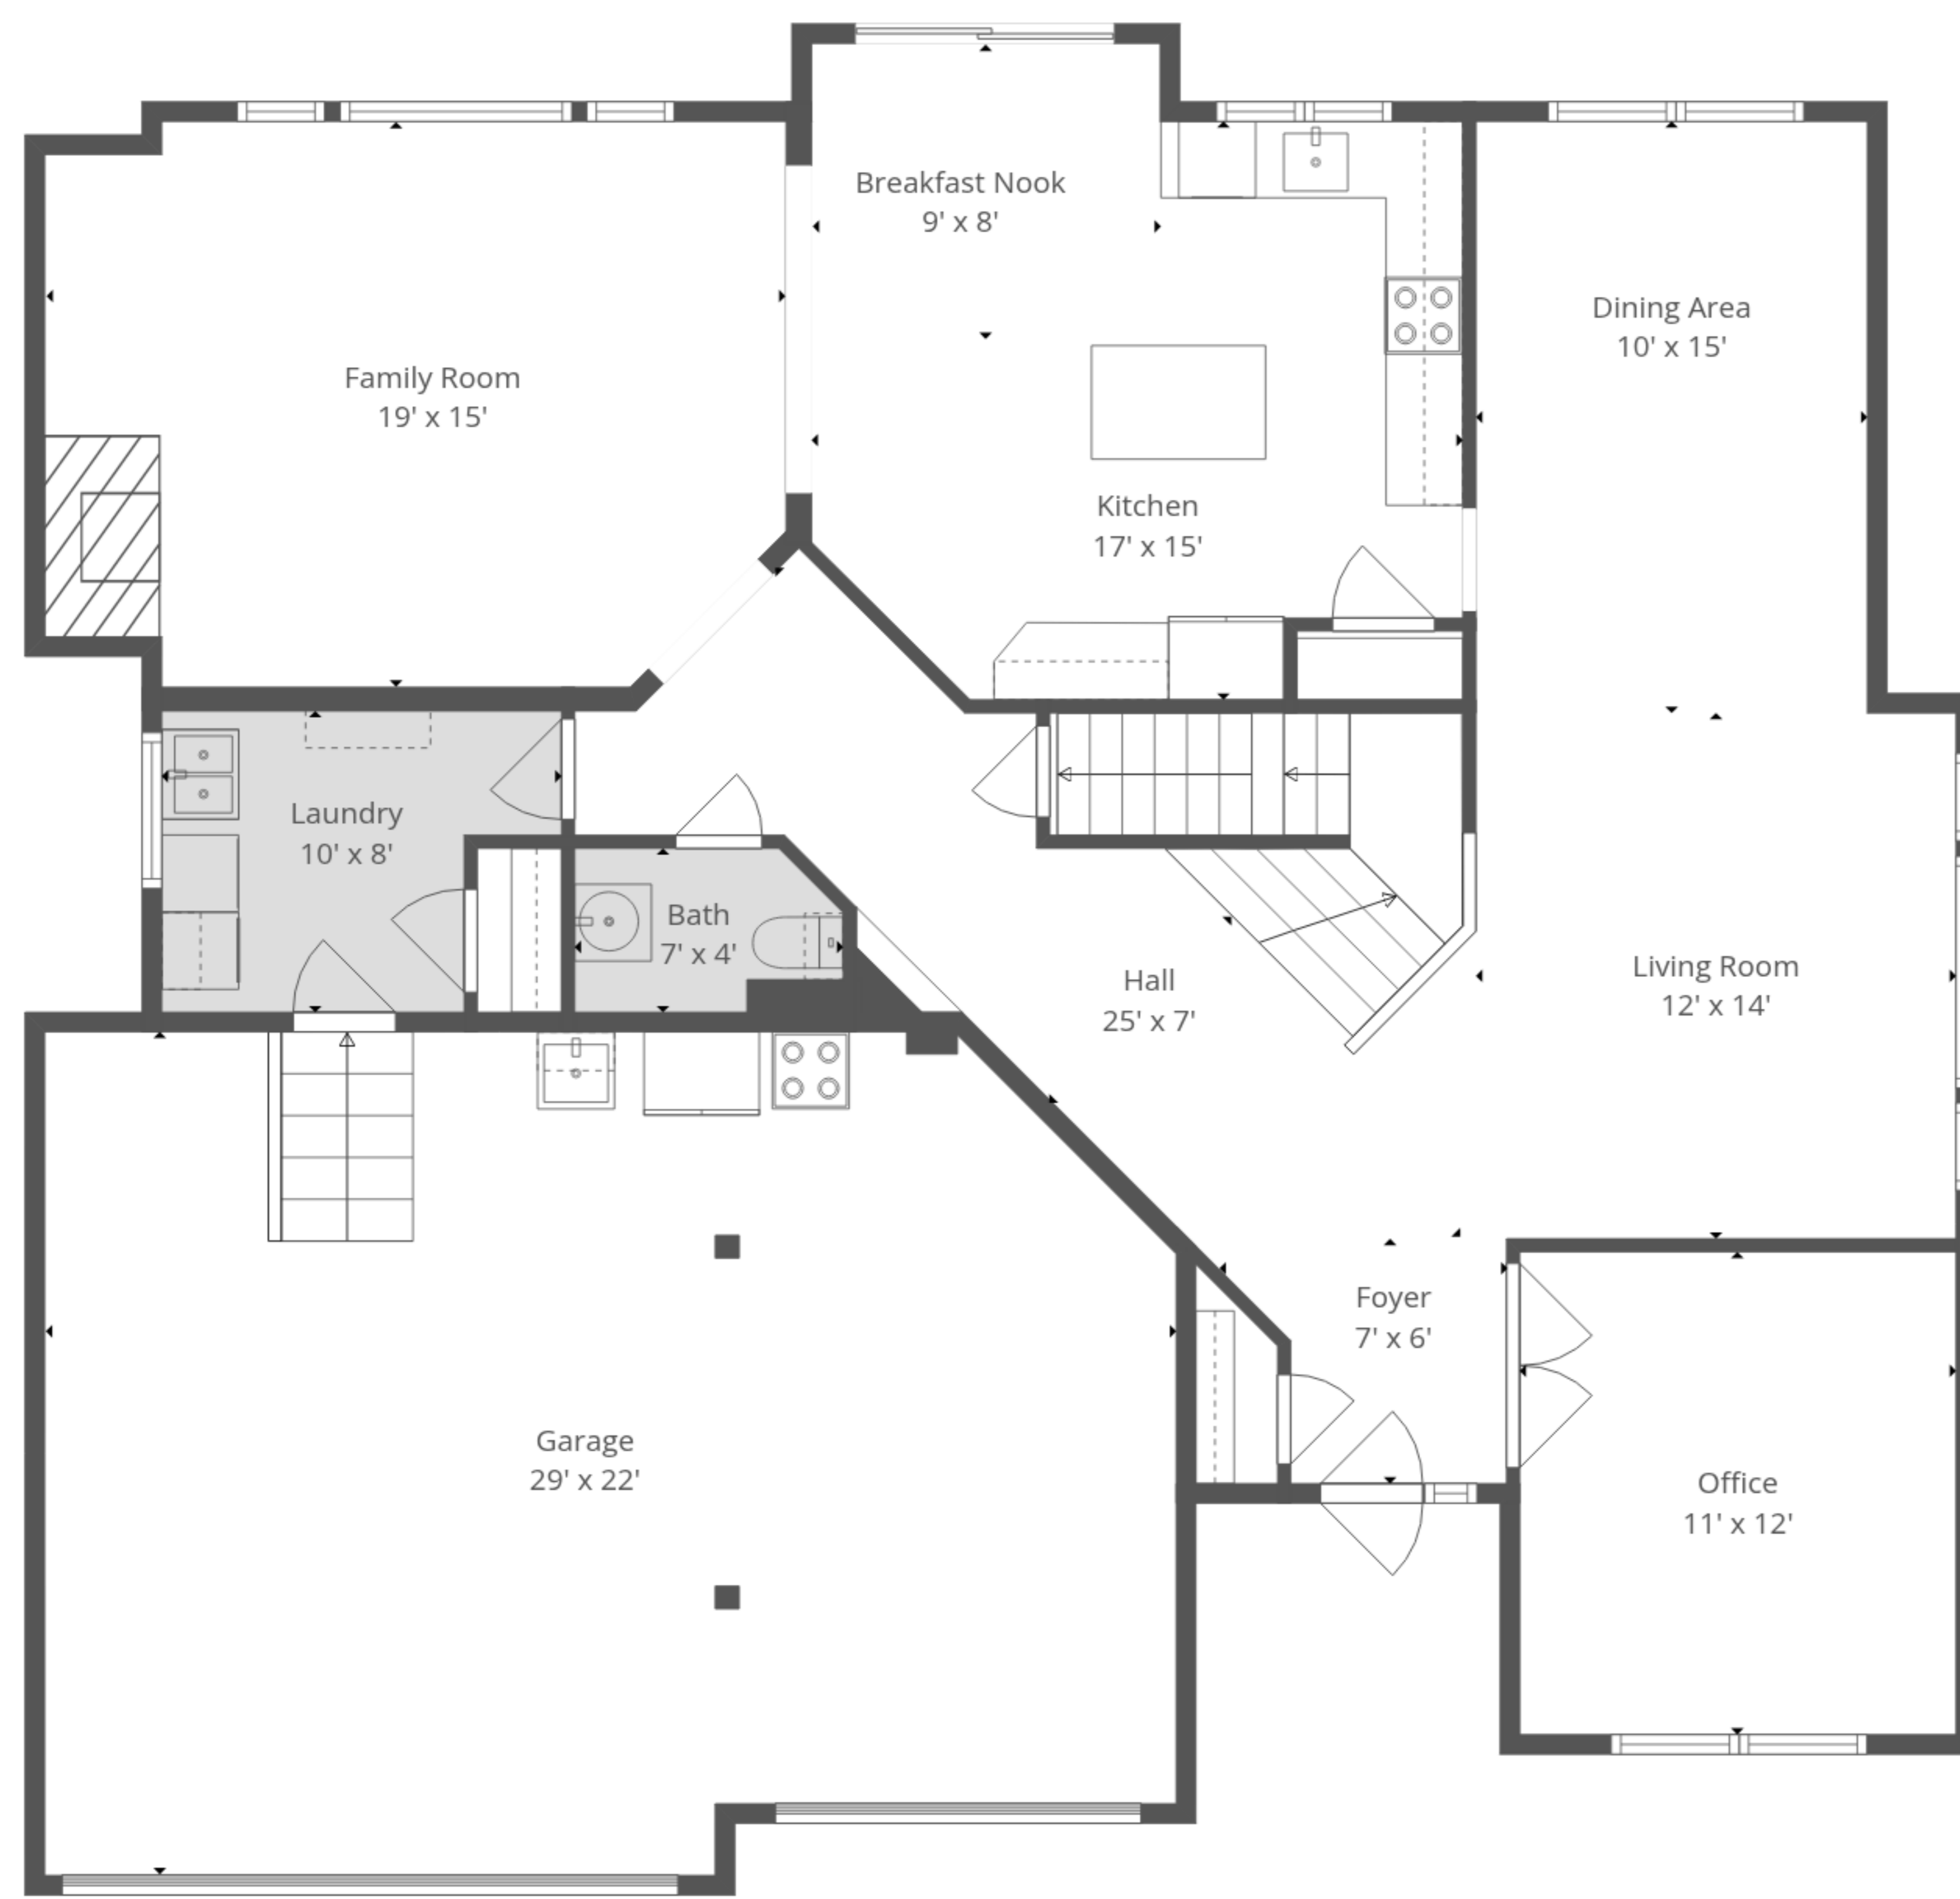 Breakfast Nook
9' x 8'
Dining Area
10' x 15'
Family Room
19' x 15'
Kitchen
17' x 15'
Laundry
10' x 8'
Bath
7' x 4'
Hall
25' x 7'
Living Room
12' x 14'
Foyer
7' x 6'
Garage
29' x 22'
Office
11' x 12'